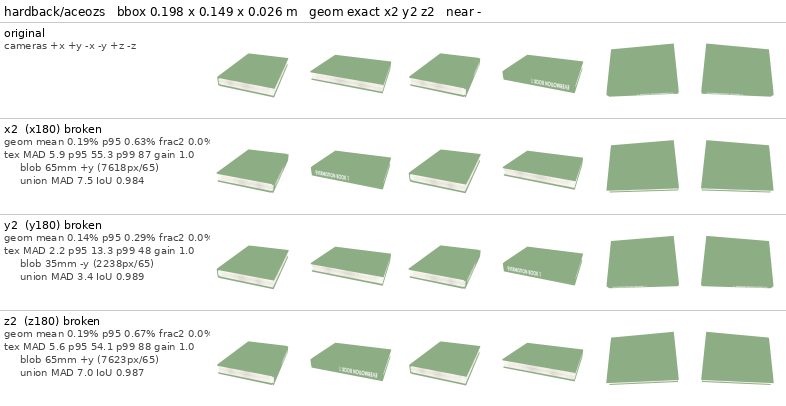 hardback/aceozs   bbox 0.198 x 0.149 x 0.026 m   geom exact x2 y2 z2   near -
original
cameras +x +y -x -y +z -z
x2  (x180) broken
geom mean 0.19% p95 0.63% frac2 0.0%
tex MAD 5.9 p95 55.3 p99 87 gain 1.0
blob 65mm +y (7618px/65)
union MAD 7.5 IoU 0.984
y2  (y180) broken
geom mean 0.14% p95 0.29% frac2 0.0%
tex MAD 2.2 p95 13.3 p99 48 gain 1.0
blob 35mm -y (2238px/65)
union MAD 3.4 IoU 0.989
z2  (z180) broken
geom mean 0.19% p95 0.67% frac2 0.0%
tex MAD 5.6 p95 54.1 p99 88 gain 1.0
blob 65mm +y (7623px/65)
union MAD 7.0 IoU 0.987